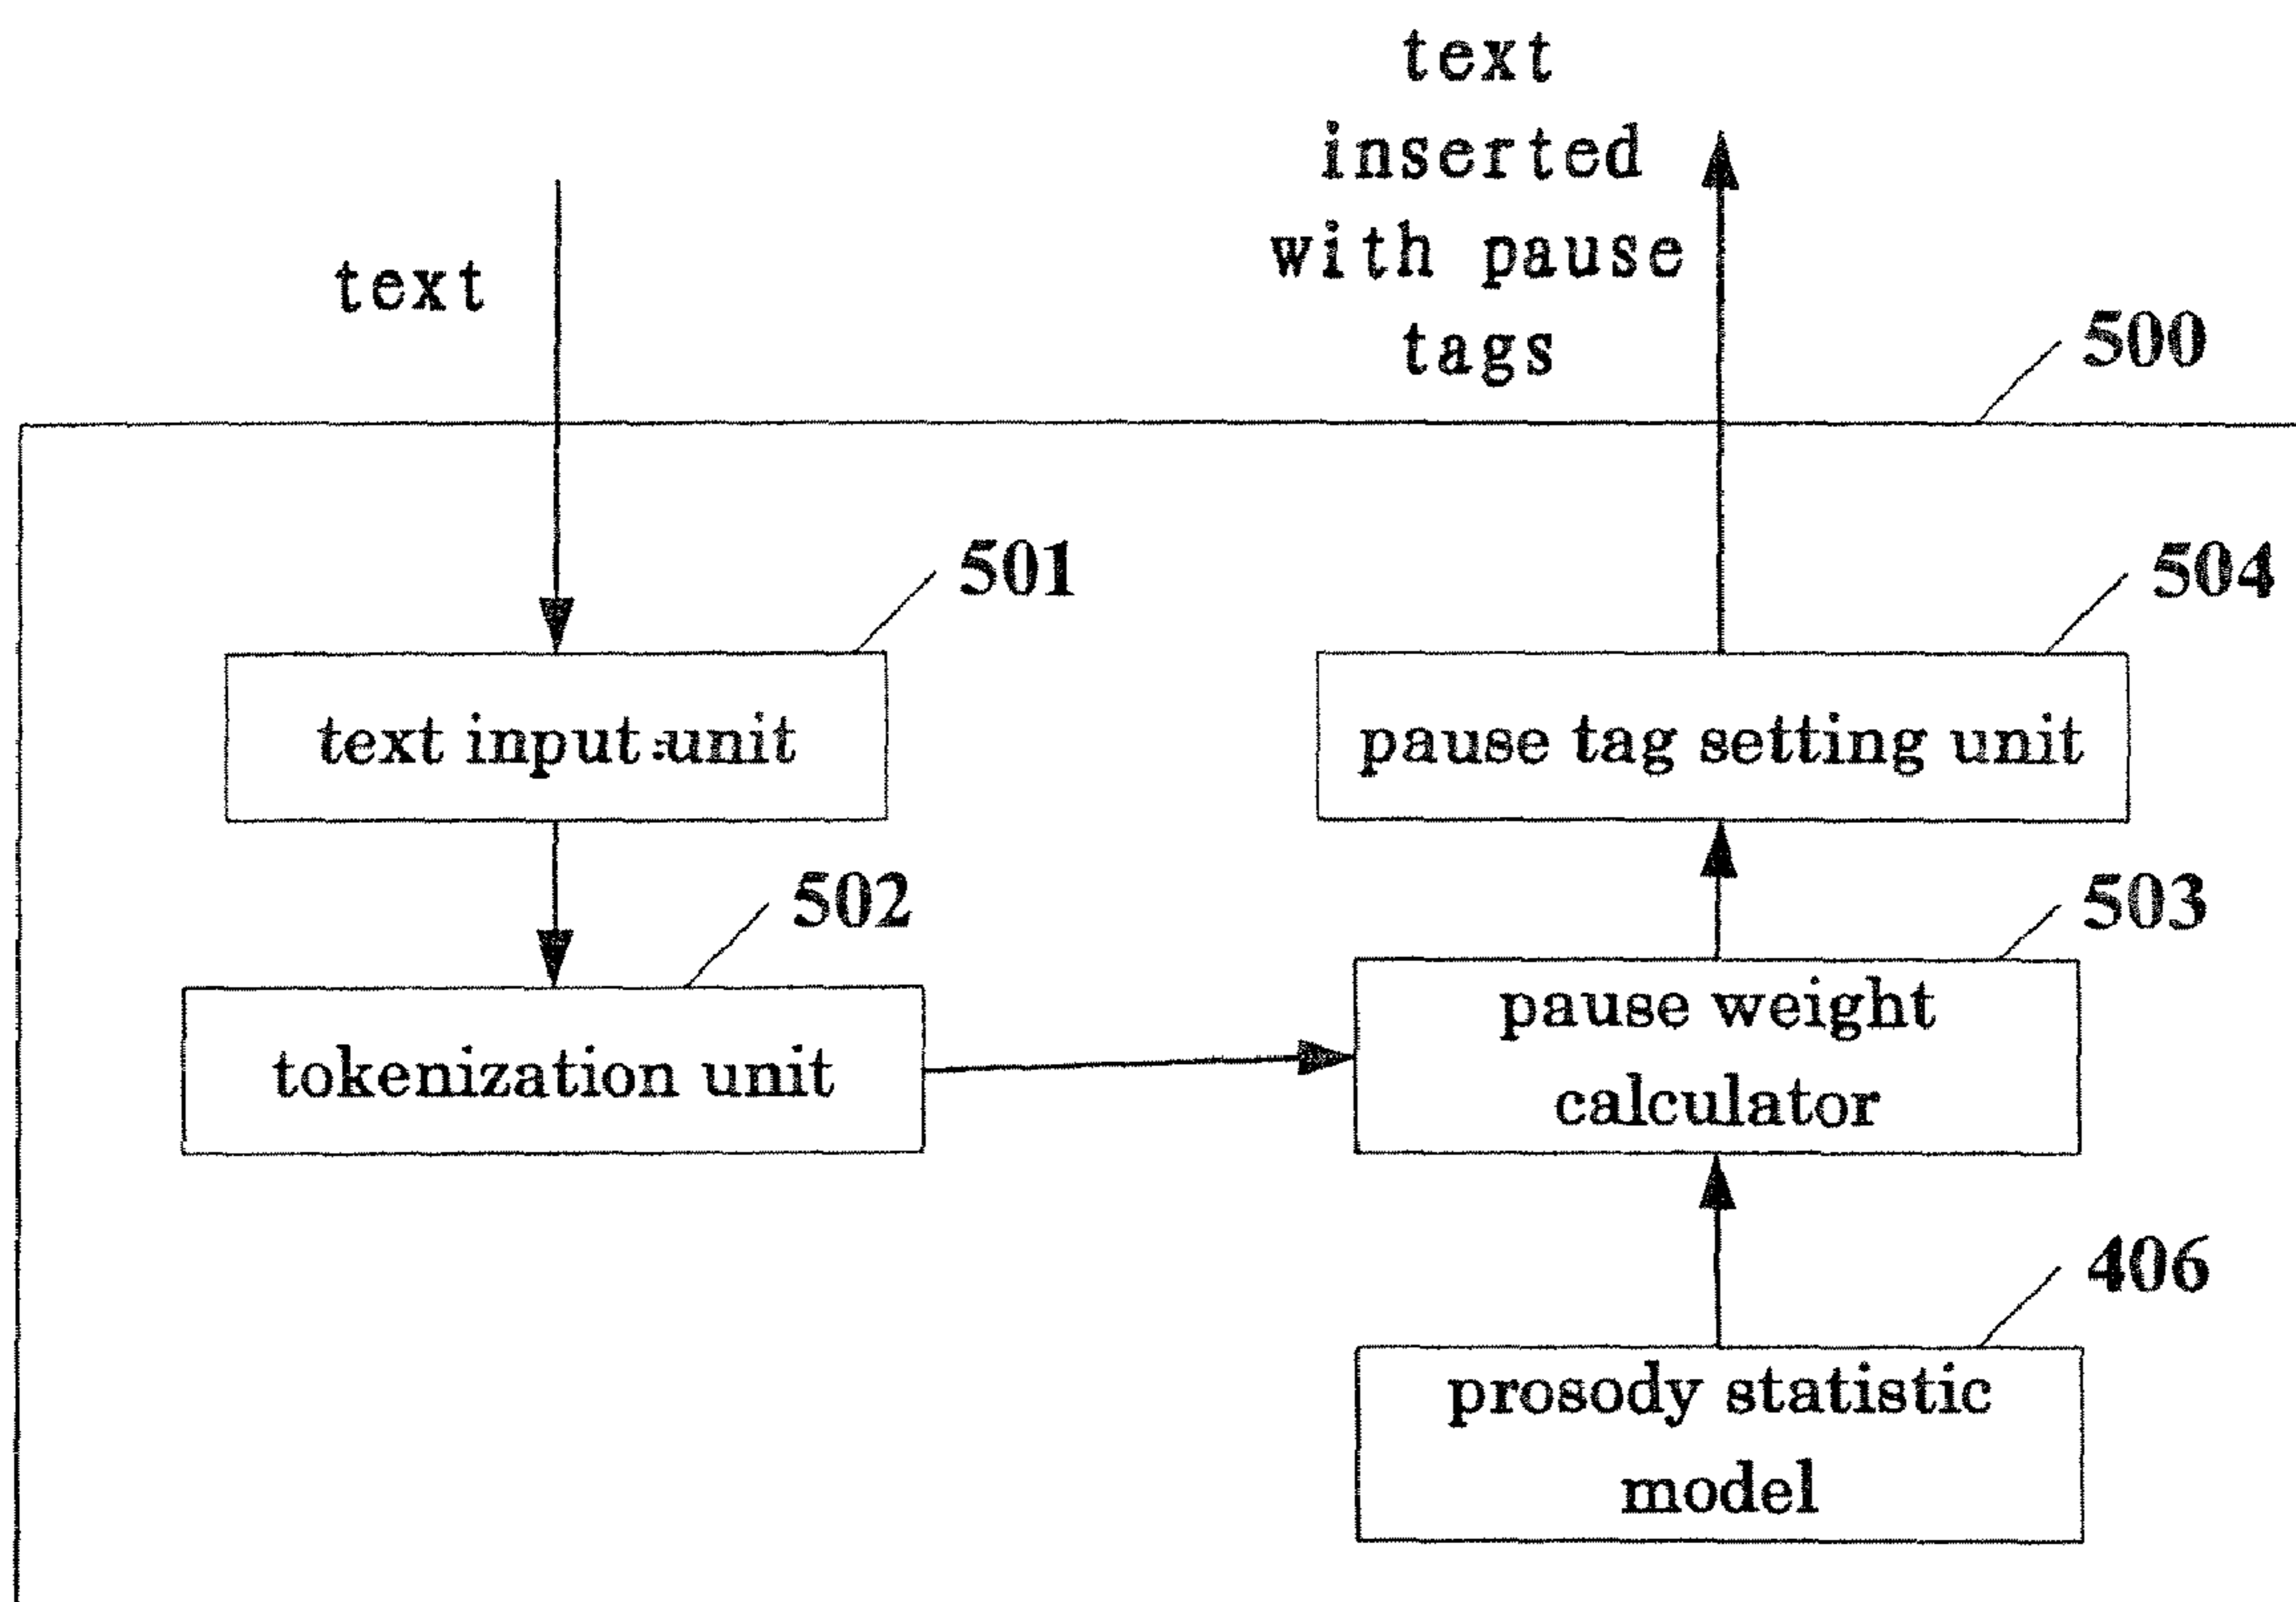 text
inserted
with pause
tags
text
500
501
504
text input unit
pause tag setting unit
502
503
tokenization unit
pause weight
calculator
406
prosody statistic
model